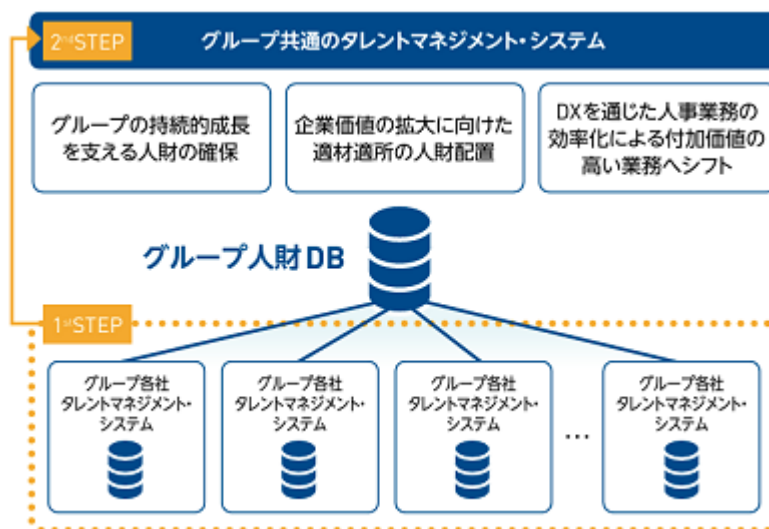 2ndSTEP
グループ共通のタレントマネジメント・システム
グループの持続的成長
を支える人財の確保
企業価値の拡大に向けた
適材適所の人財配置
DXを通じた人事業務の
効率化による付加価値の
高い業務へシフト
グループ人財DB
1stSTEP
グループ各社
タレントマネジメント・
システム
グループ各社
タレントマネジメント・
システム
グループ各社
タレントマネジメント・
システム
…
グループ各社
タレントマネジメント・
システム